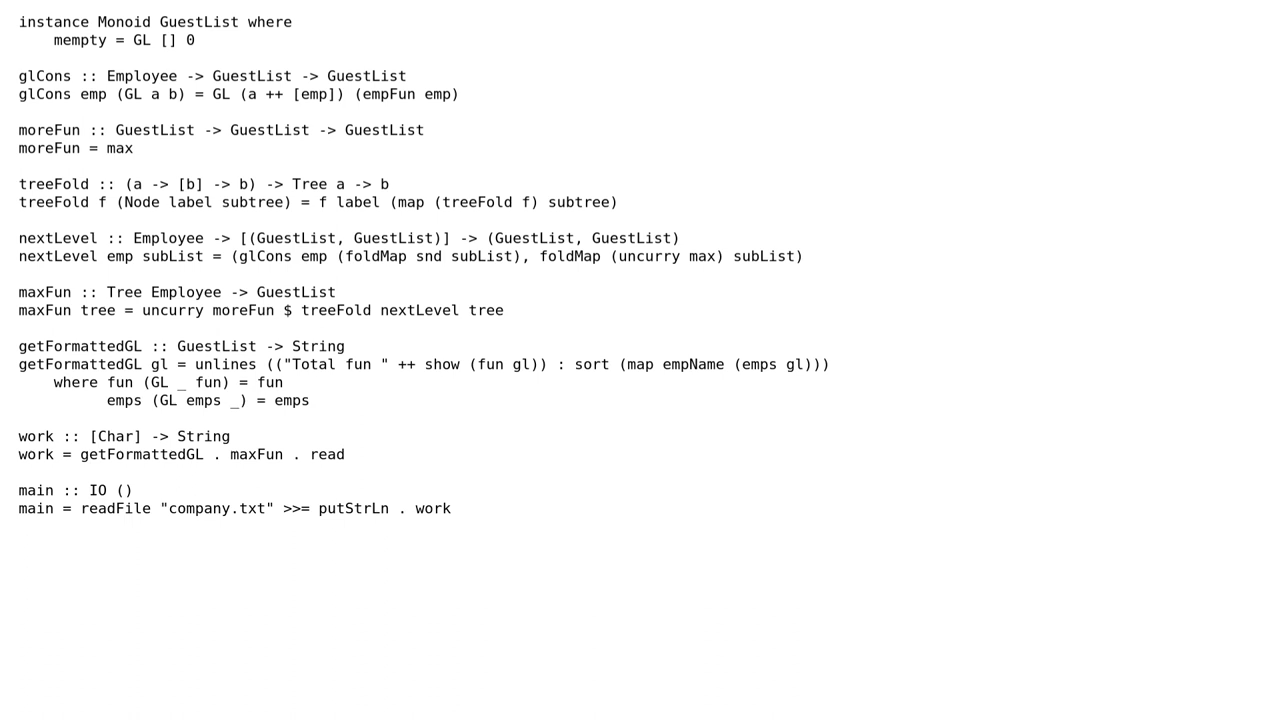 instance Monoid GuestList where
    mempty = GL [] 0

glCons :: Employee -> GuestList -> GuestList
glCons emp (GL a b) = GL (a ++ [emp]) (empFun emp)

moreFun :: GuestList -> GuestList -> GuestList
moreFun = max

treeFold :: (a -> [b] -> b) -> Tree a -> b
treeFold f (Node label subtree) = f label (map (treeFold f) subtree)

nextLevel :: Employee -> [(GuestList, GuestList)] -> (GuestList, GuestList)
nextLevel emp subList = (glCons emp (foldMap snd subList), foldMap (uncurry max) subList)

maxFun :: Tree Employee -> GuestList
maxFun tree = uncurry moreFun $ treeFold nextLevel tree

getFormattedGL :: GuestList -> String
getFormattedGL gl = unlines (("Total fun " ++ show (fun gl)) : sort (map empName (emps gl)))
    where fun (GL _ fun) = fun
          emps (GL emps _) = emps

work :: [Char] -> String
work = getFormattedGL . maxFun . read

main :: IO ()
main = readFile "company.txt" >>= putStrLn . work